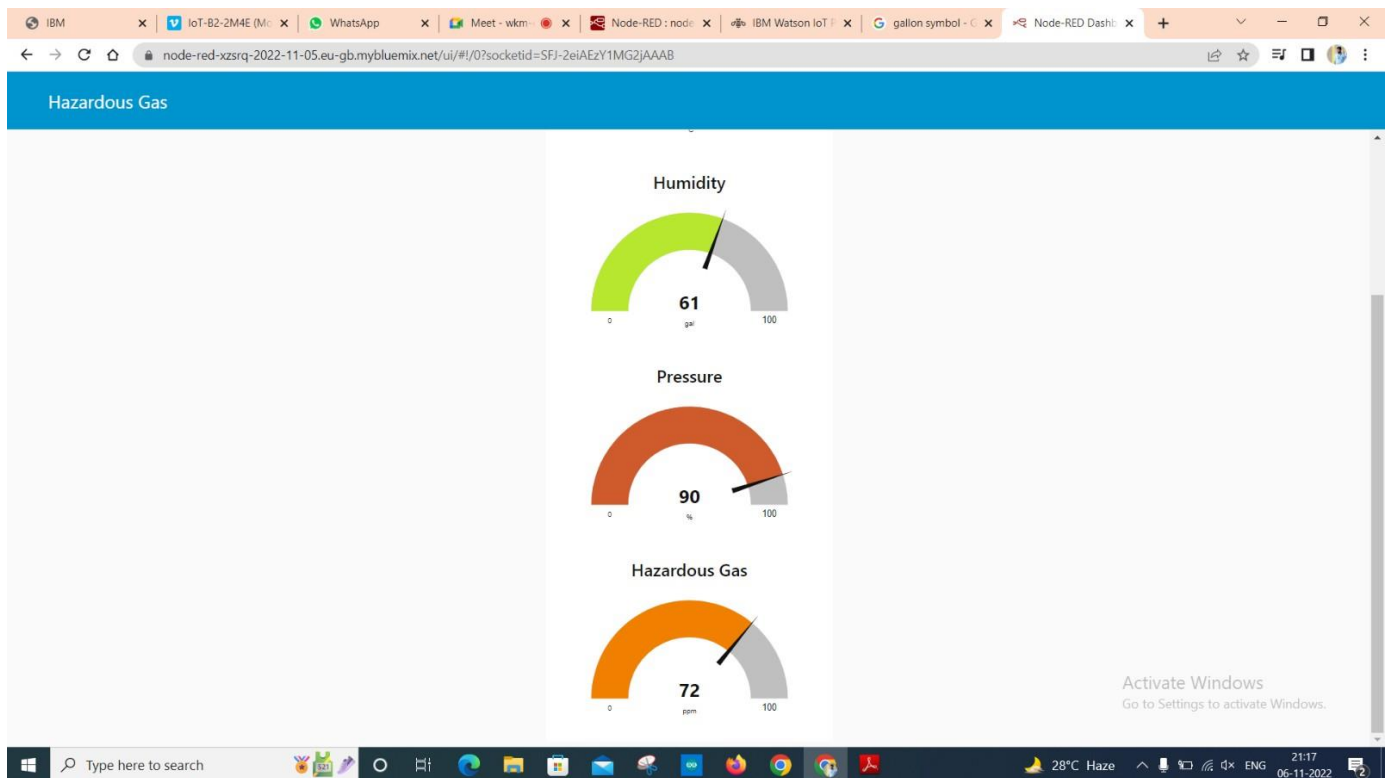 IBM
IoT-B2-2M4E (Mo
WhatsApp
Meet - wkm-
Node-RED : node
IBM Watson IoT P
gallon symbol - G
Node-RED Dashb
node-red-xzsrq-2022-11-05.eu-gb.mybluemix.net/ui/#!/0?socketid=SFJ-2eiAEzY1MG2jAAAB
Hazardous Gas
Humidity
61
0 gal 100
Pressure
90
0 % 100
Hazardous Gas
72
0 ppm 100
Activate Windows
Go to Settings to activate Windows.
Type here to search
28°C Haze
ENG
21:17
06-11-2022
2